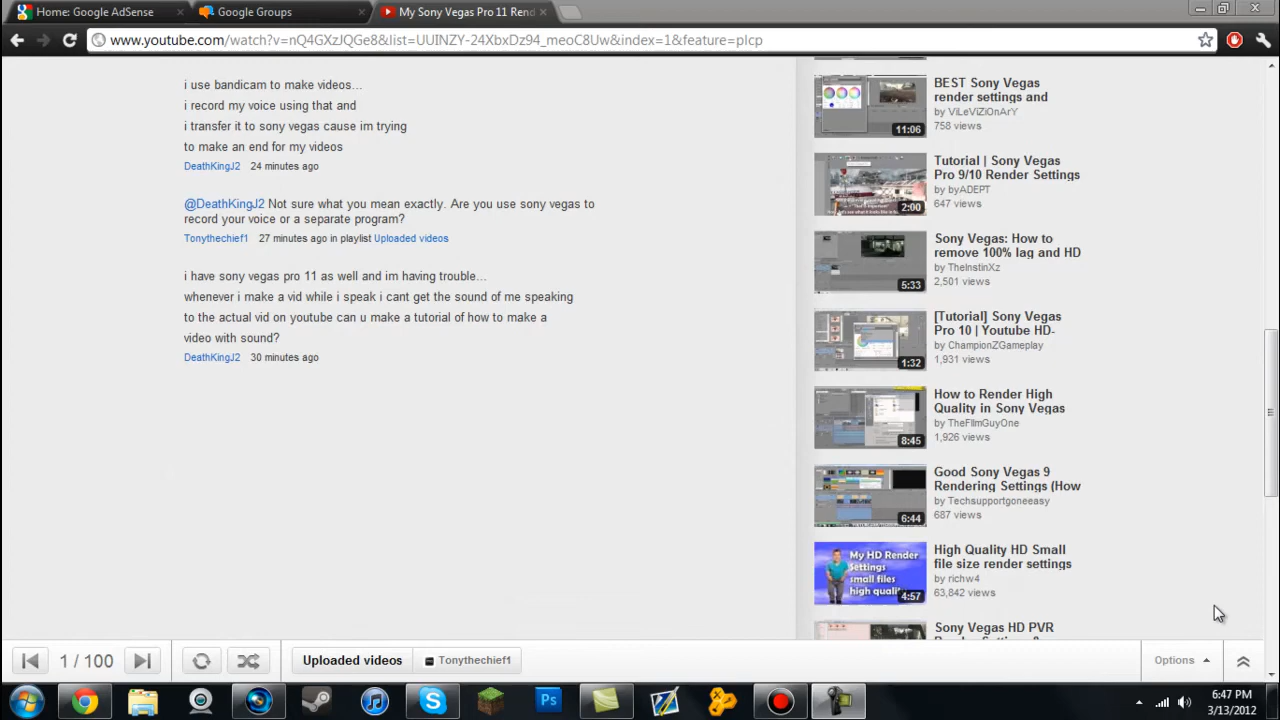 Home: Google AdSense
Google Groups
My Sony Vegas Pro 11 Rend
www.youtube.com/watch?v=nQ4GXzJQGe8&list=UUINZY-24XbxDz94_meoC8Uw&index=1&feature=plcp
i use bandicam to make videos...
i record my voice using that and
i transfer it to sony vegas cause im trying
to make an end for my videos
DeathKingJ2 24 minutes ago
@DeathKingJ2 Not sure what you mean exactly. Are you use sony vegas to
record your voice or a separate program?
Tonythechief1 27 minutes ago in playlist Uploaded videos
i have sony vegas pro 11 as well and im having trouble...
whenever i make a vid while i speak i cant get the sound of me speaking
to the actual vid on youtube can u make a tutorial of how to make a
video with sound?
DeathKingJ2 30 minutes ago
BEST Sony Vegas
render settings and
by ViLeViZiOnArY
758 views
11:06
Tutorial | Sony Vegas
Pro 9/10 Render Settings
by byADEPT
647 views
2:00
Sony Vegas: How to
remove 100% lag and HD
by TheInstinXz
2,501 views
5:33
[Tutorial] Sony Vegas
Pro 10 | Youtube HD-
by ChampionZGameplay
1,931 views
1:32
How to Render High
Quality in Sony Vegas
by TheFIlmGuyOne
1,926 views
8:45
Good Sony Vegas 9
Rendering Settings (How
by Techsupportgoneeasy
687 views
6:44
High Quality HD Small
file size render settings
by richw4
63,842 views
My HD Render
Settings
small files
high quality
4:57
Sony Vegas HD PVR
1 / 100
Uploaded videos
Tonythechief1
Options
Ps
6:47 PM
3/13/2012